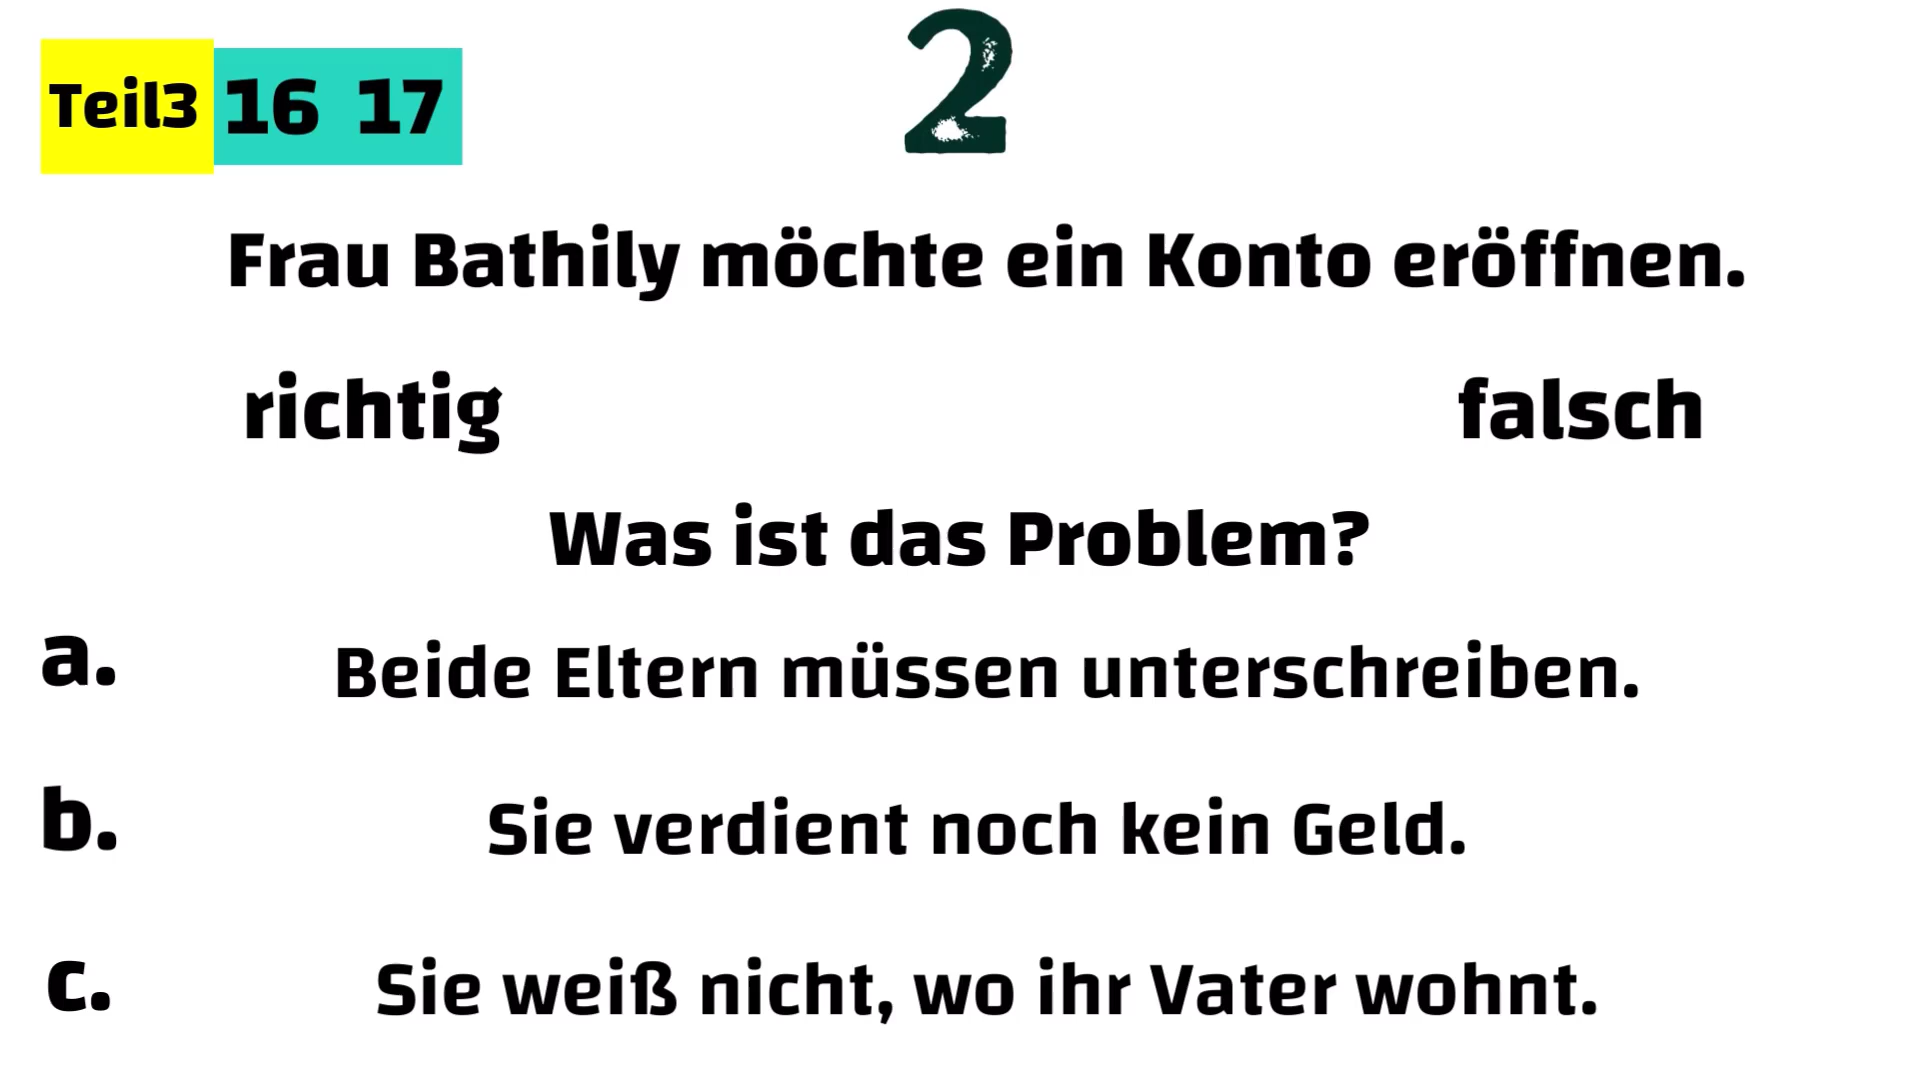 2
Teil3 16 17
Frau Bathily möchte ein Konto eröffnen.
richtig falsch
Was ist das Problem?
a. Beide Eltern müssen unterschreiben.
b. Sie verdient noch kein Geld.
c. Sie weiß nicht, wo ihr Vater wohnt.